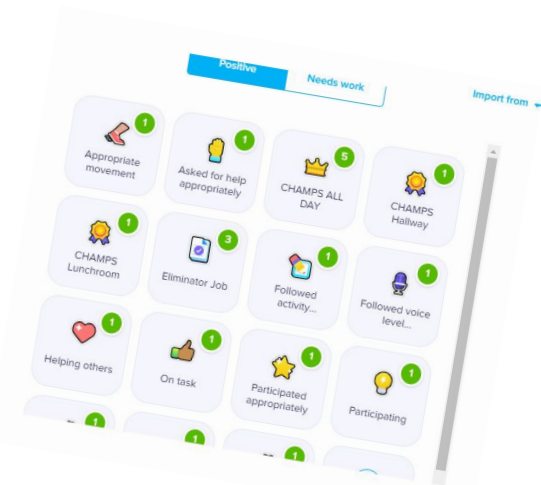 Positive
Needs work
Import from
1
1
5
1
Appropriate
movement
Asked for help
appropriately
CHAMPS ALL
DAY
CHAMPS
Hallway
1
3
1
1
CHAMPS
Lunchroom
Eliminator Job
Followed
activity...
Followed voice
level...
1
1
1
1
Helping others
On task
Participated
appropriately
Participating
1
1
1